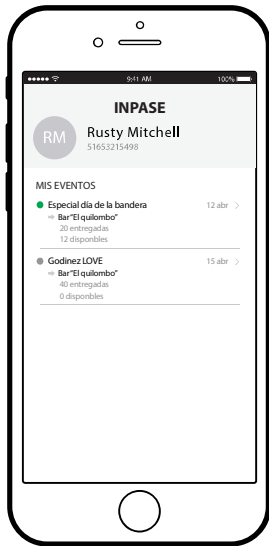 9:41 AM 100%
INPASE
RM
Rusty Mitchell
51653215498
MIS EVENTOS
Especial día de la bandera 12 abr
Bar"El quilombo"
20 entregadas
12 disponbles
Godinez LOVE 15 abr
Bar"El quilombo"
40 entregadas
0 disponbles